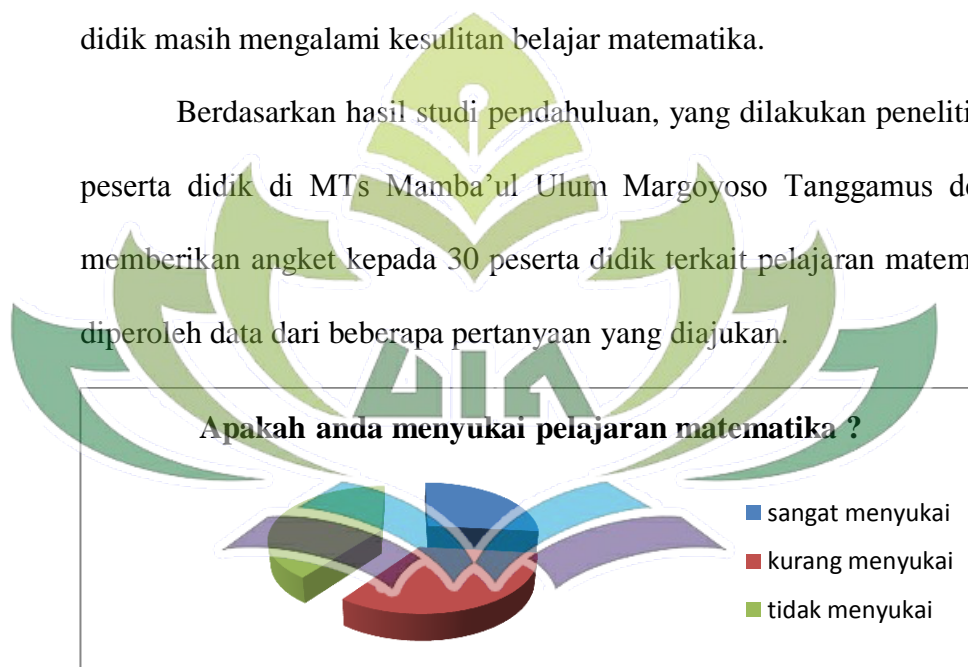 didik masih mengalami kesulitan belajar matematika.
Berdasarkan hasil studi pendahuluan, yang dilakukan peneliti
peserta didik di MTs Mamba’ul Ulum Margoyoso Tanggamus de
memberikan angket kepada 30 peserta didik terkait pelajaran matem
diperoleh data dari beberapa pertanyaan yang diajukan.
Apakah anda menyukai pelajaran matematika ?
sangat menyukai
kurang menyukai
tidak menyukai